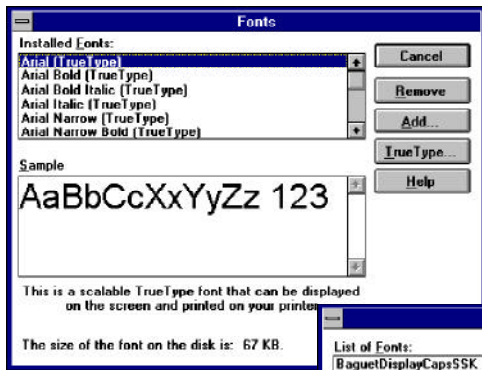 Fonts
Installed Fonts:
Arial (TrueType)
Arial Bold (TrueType)
Arial Bold Italic (TrueType)
Arial Italic (TrueType)
Arial Narrow (TrueType)
Arial Narrow Bold (TrueType)
Cancel
Remove
Add...
TrueType...
Help
Sample
AaBbCcXxYyZz 123
This is a scalable TrueType font that can be displayed
on the screen and printed on your printer
The size of the font on the disk is: 67 KB.
List of Fonts:
BaguetDisplayCapsSSK